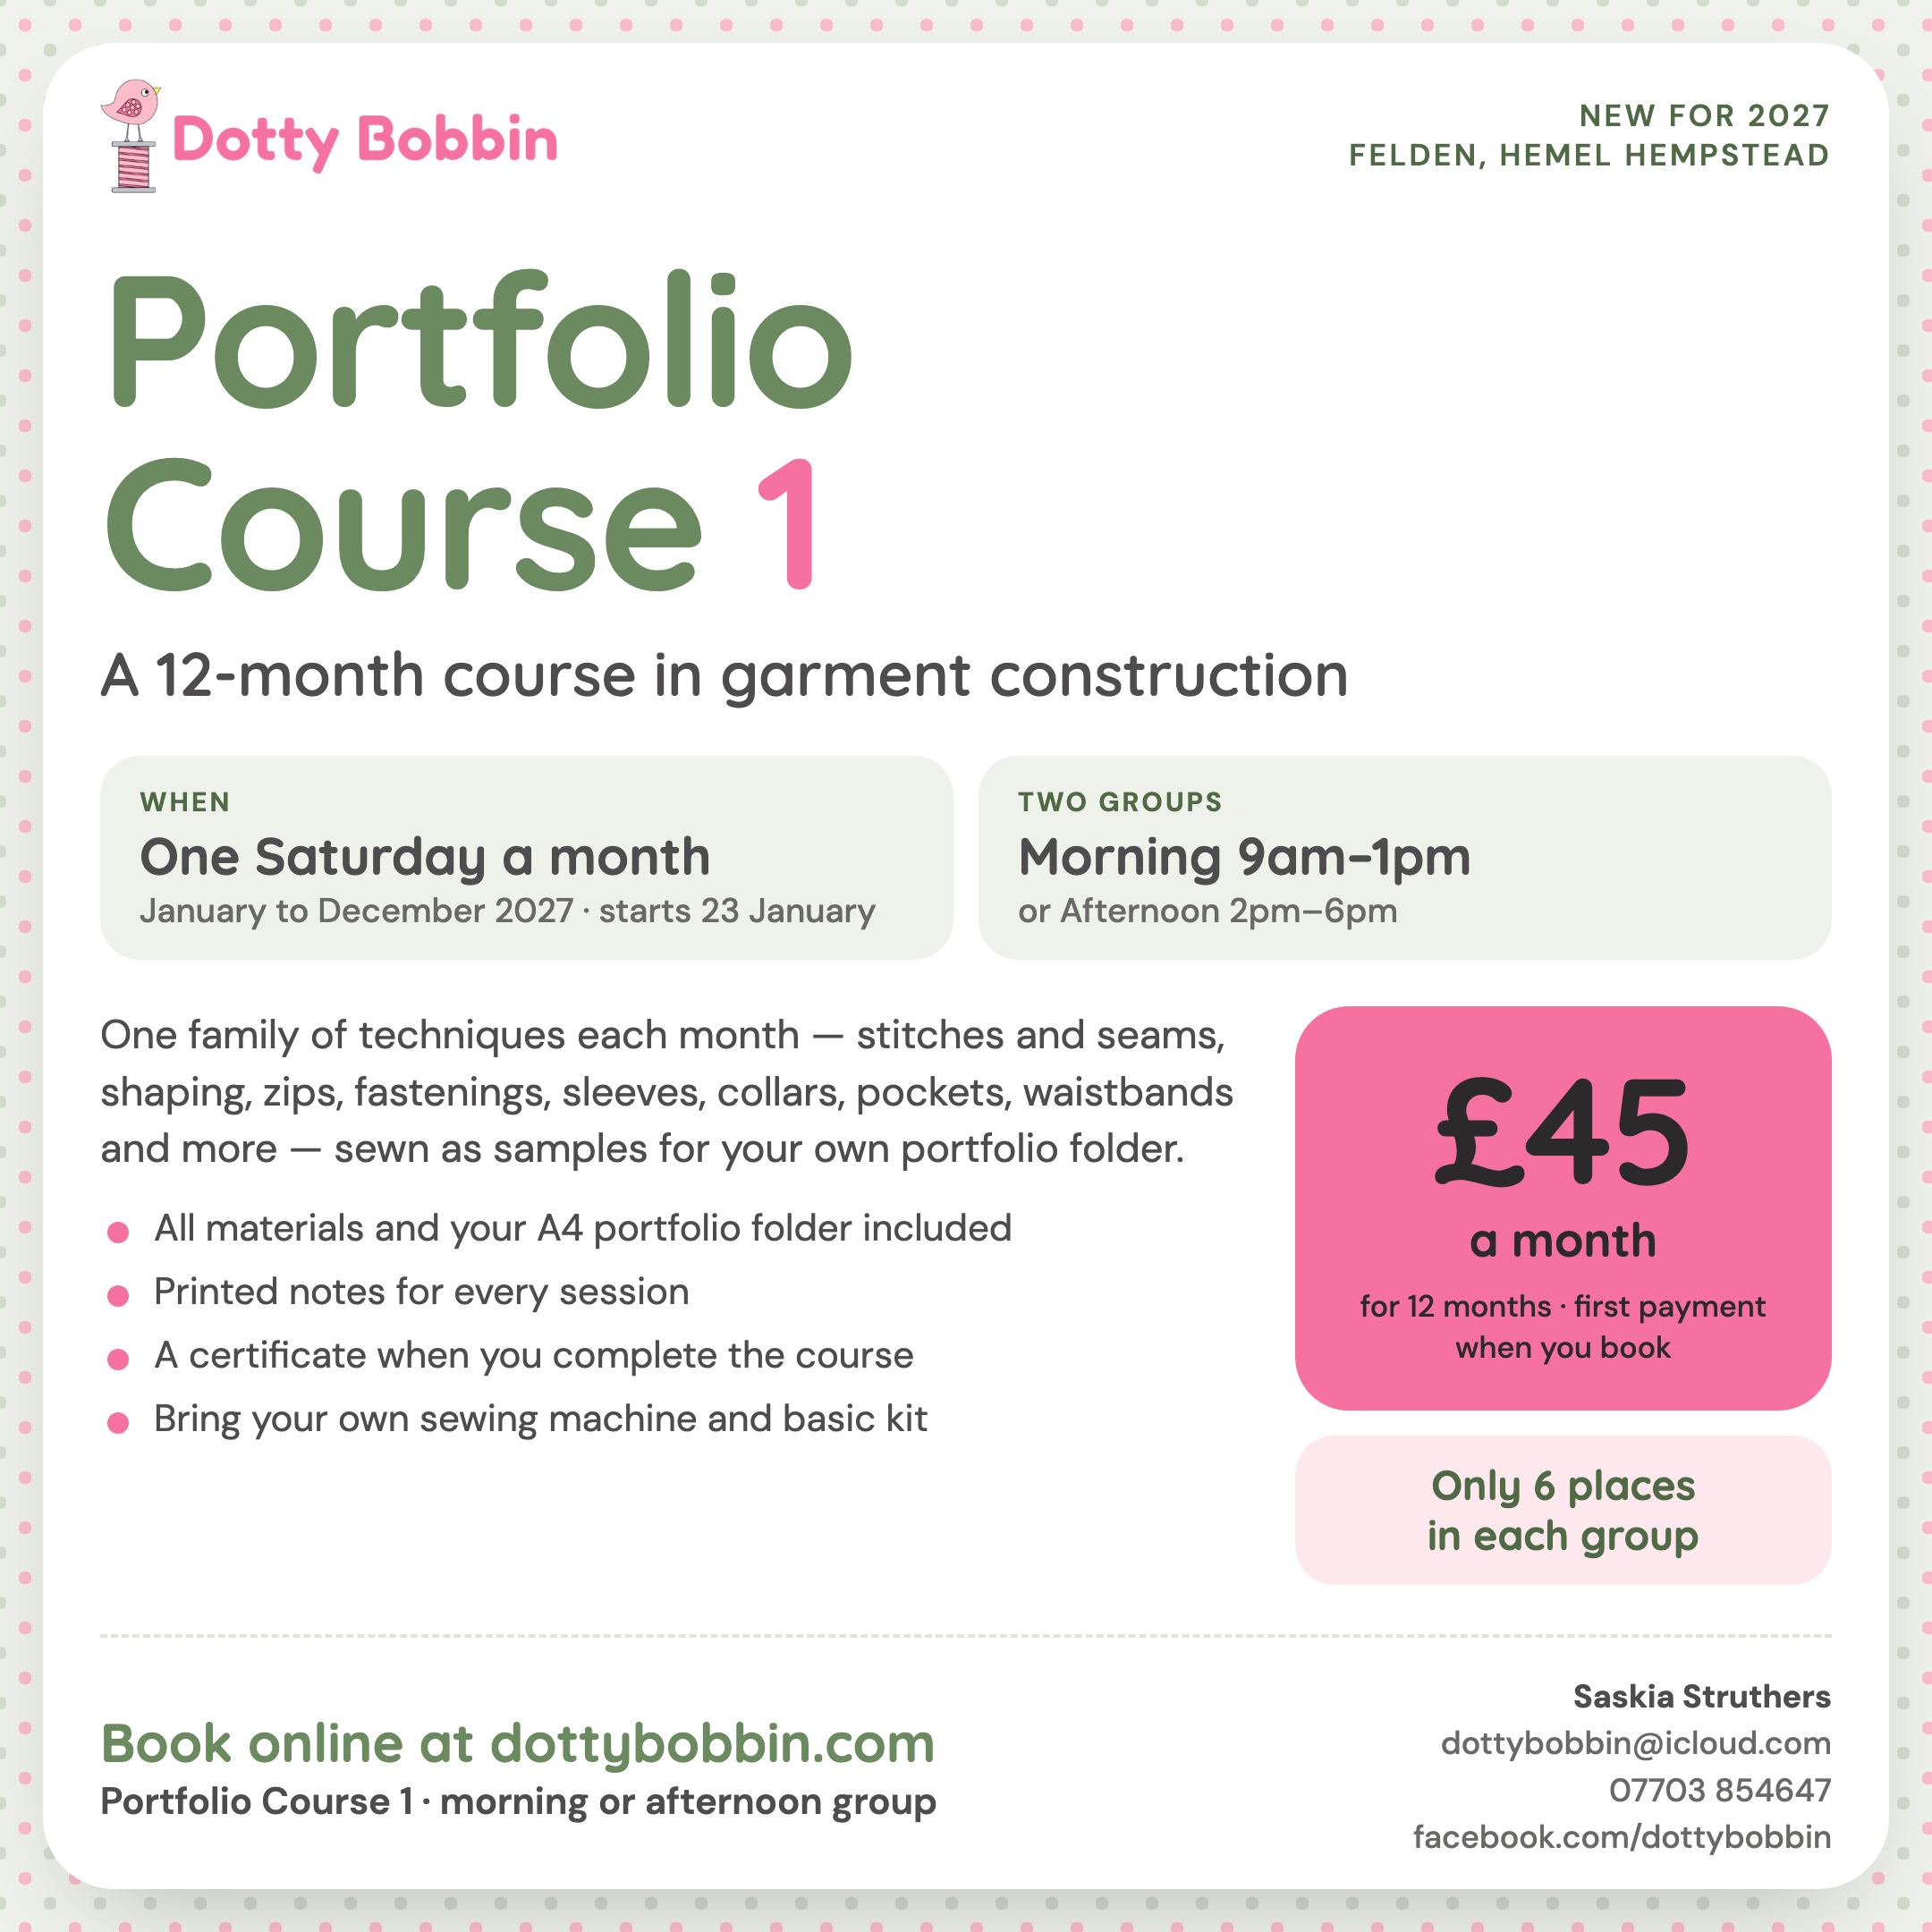 Dotty Bobbin
NEW FOR 2027
FELDEN, HEMEL HEMPSTEAD
Portfolio
Course 1
A 12-month course in garment construction
WHEN
One Saturday a month
January to December 2027 · starts 23 January
TWO GROUPS
Morning 9am–1pm
or Afternoon 2pm–6pm
One family of techniques each month — stitches and seams,
shaping, zips, fastenings, sleeves, collars, pockets, waistbands
and more — sewn as samples for your own portfolio folder.
● All materials and your A4 portfolio folder included
● Printed notes for every session
● A certificate when you complete the course
● Bring your own sewing machine and basic kit
£45
a month
for 12 months · first payment
when you book
Only 6 places
in each group
Book online at dottybobbin.com
Portfolio Course 1 · morning or afternoon group
Saskia Struthers
dottybobbin@icloud.com
07703 854647
facebook.com/dottybobbin